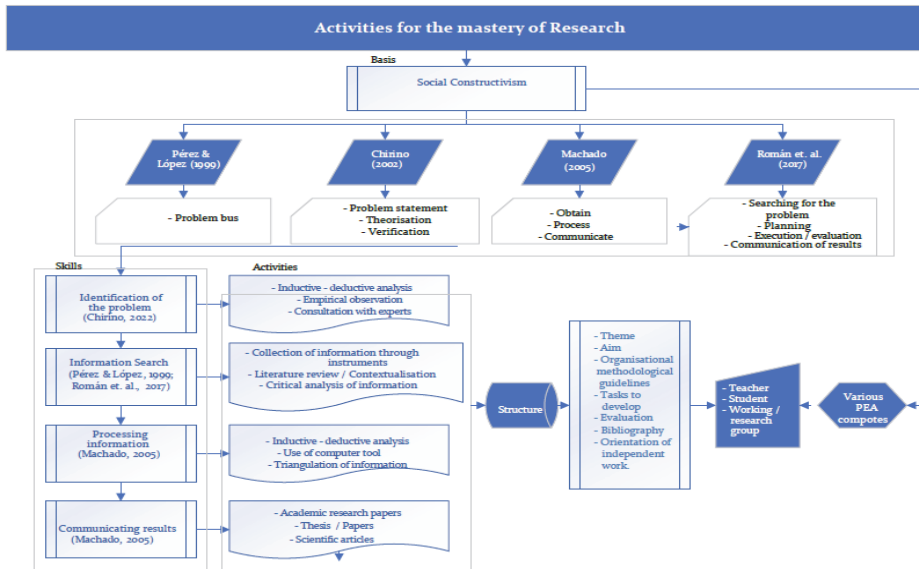 Activities for the mastery of Research
Basis
Social Constructivism
Pérez &
López (1999)
Chirino
(2002)
Machado
(2005)
Román et. al.
(2017)
- Problem bus
- Problem statement
- Theorisation
- Verification
- Obtain
- Process
- Communicate
- Searching for the
problem
- Planning
- Execution / evaluation
- Communication of results
Skills
Activities
Identification of
the problem
(Chirino, 2022)
- Inductive - deductive analysis
- Empirical observation
- Consultation with experts
Information Search
(Pérez & López, 1999;
Román et. al., 2017)
- Collection of information through
instruments
- Literature review / Contextualisation
- Critical analysis of information
Processing
information
(Machado, 2005)
- Inductive - deductive analysis
- Use of computer tool
- Triangulation of information
Communicating results
(Machado, 2005)
- Academic research papers
- Thesis / Papers
- Scientific articles
Structure
- Theme
- Aim
- Organisational
methodological
guidelines
- Tasks to
develop
- Evaluation
- Bibliography
- Orientation of
independent
work.
- Teacher
- Student
- Working /
research
group
Various
PEA
competes